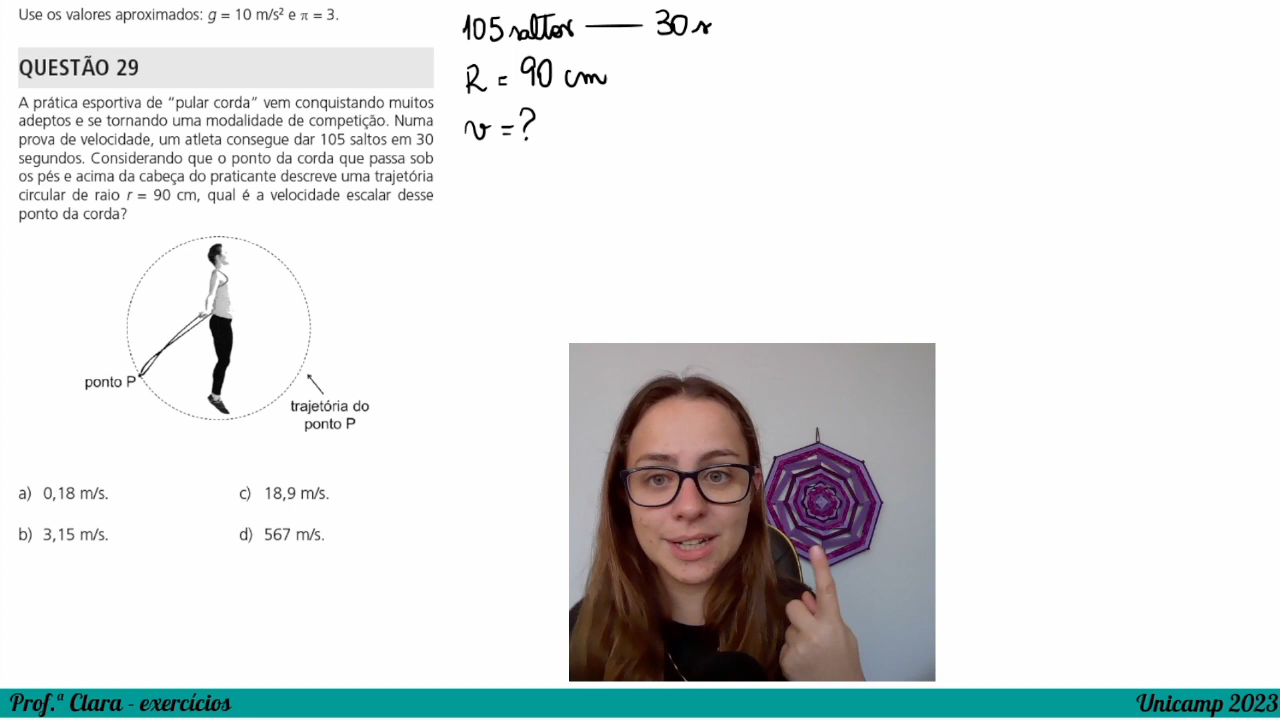 Use os valores aproximados: g = 10 m/s² e π = 3.
QUESTÃO 29
A prática esportiva de “pular corda” vem conquistando muitos
adeptos e se tornando uma modalidade de competição. Numa
prova de velocidade, um atleta consegue dar 105 saltos em 30
segundos. Considerando que o ponto da corda que passa sob
os pés e acima da cabeça do praticante descreve uma trajetória
circular de raio r = 90 cm, qual é a velocidade escalar desse
ponto da corda?
ponto P
trajetória do
ponto P
a) 0,18 m/s.
c) 18,9 m/s.
b) 3,15 m/s.
d) 567 m/s.
105 saltos — 30 s
R = 90 cm
v = ?
Prof.ª Clara - exercícios
Unicamp 2023